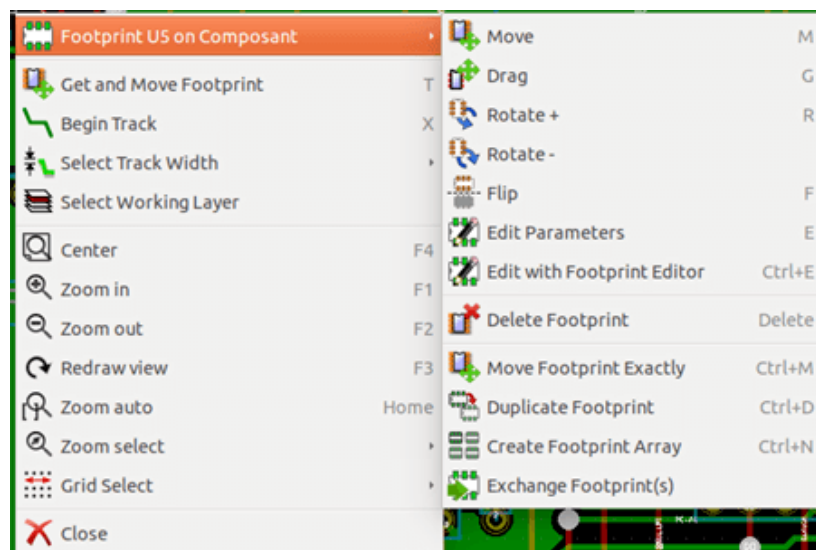 Footprint U5 on Composant
Get and Move Footprint T
Begin Track X
Select Track Width
Select Working Layer
Center F4
Zoom in F1
Zoom out F2
Redraw view F3
Zoom auto Home
Zoom select
Grid Select
Close
Move M
Drag G
Rotate + R
Rotate -
Flip F
Edit Parameters E
Edit with Footprint Editor Ctrl+E
Delete Footprint Delete
Move Footprint Exactly Ctrl+M
Duplicate Footprint Ctrl+D
Create Footprint Array Ctrl+N
Exchange Footprint(s)